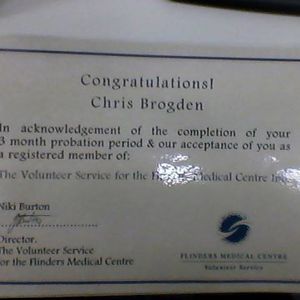 Congratulations!
Chris Brogden
In acknowledgement of the completion of your
3 month probation period & our acceptance of you as
a registered member of:
The Volunteer Service for the Flinders Medical Centre Inc.
Niki Burton
Director.
The Volunteer Service
for the Flinders Medical Centre
FLINDERS MEDICAL CENTRE
Volunteer Service